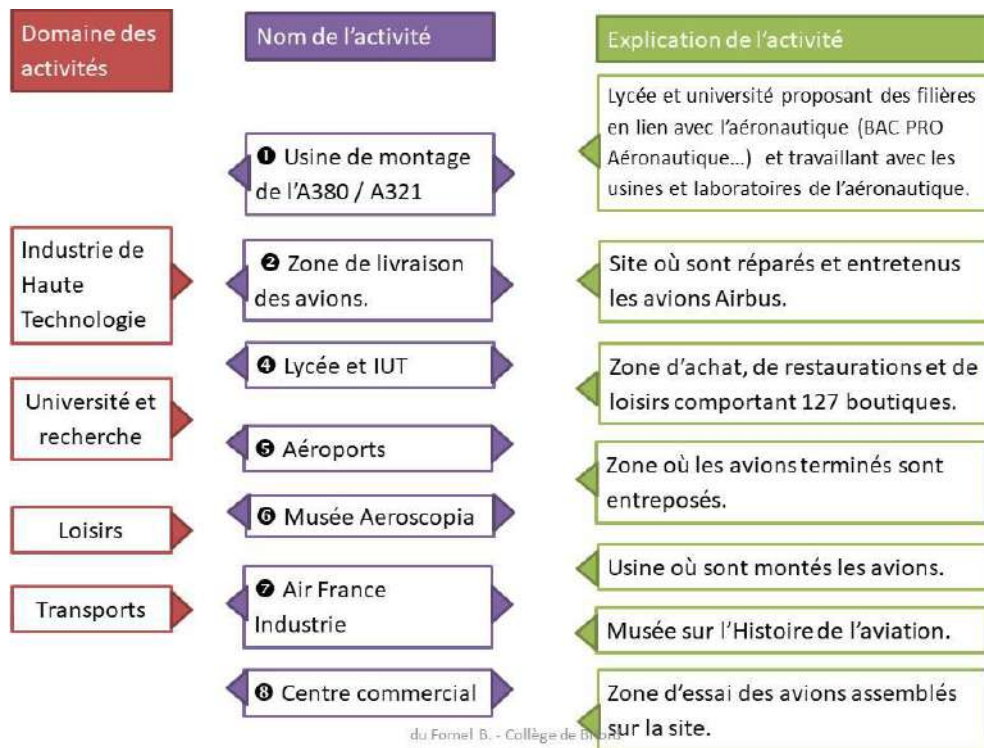 Domaine des
activités
Nom de l'activité
Explication de l'activité
Industrie de
Haute
Technologie
Université et
recherche
Loisirs
Transports
❶ Usine de montage
de l'A380 / A321
❷ Zone de livraison
des avions.
❹ Lycée et IUT
❺ Aéroports
❻ Musée Aeroscopia
❼ Air France
Industrie
❽ Centre commercial
Lycée et université proposant des filières
en lien avec l'aéronautique (BAC PRO
Aéronautique...) et travaillant avec les
usines et laboratoires de l'aéronautique.
Site où sont réparés et entretenus
les avions Airbus.
Zone d'achat, de restaurations et de
loisirs comportant 127 boutiques.
Zone où les avions terminés sont
entreposés.
Usine où sont montés les avions.
Musée sur l'Histoire de l'aviation.
Zone d'essai des avions assemblés
sur la site.
du Fornel B. - Collège de